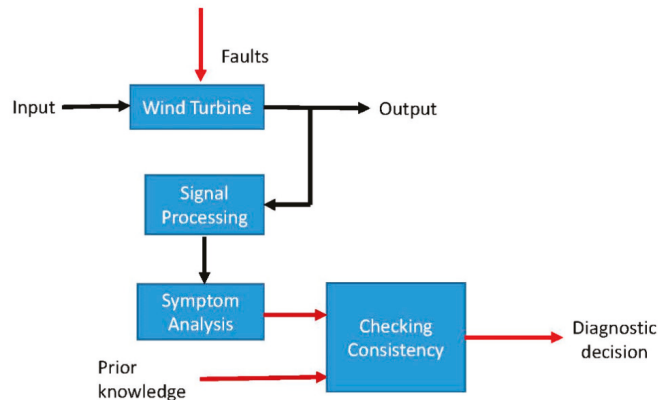 Faults
Input
Wind Turbine
Output
Signal
Processing
Symptom
Analysis
Checking
Consistency
Diagnostic
decision
Prior
knowledge